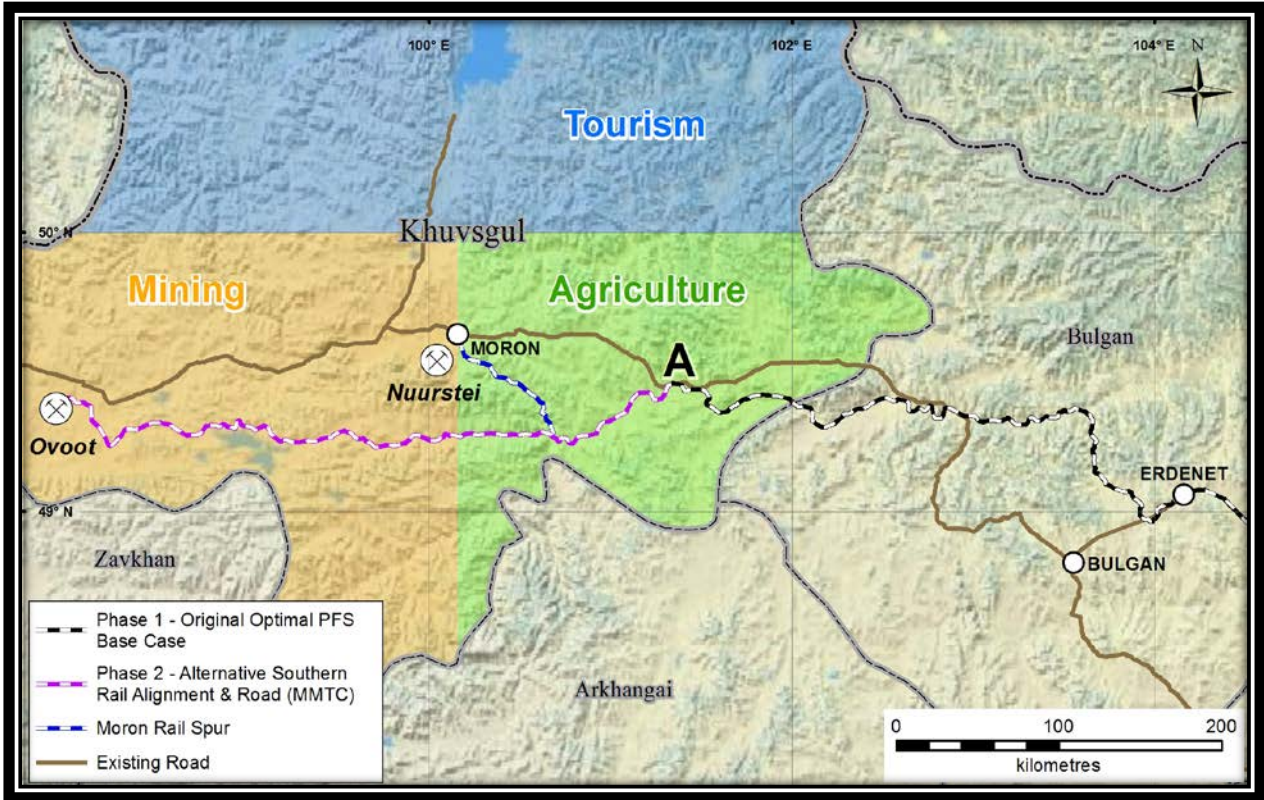 100° E
102° E
104° E
N
Tourism
50° N
Khuvsgul
Mining
Agriculture
Bulgan
MORON
A
Nuurstei
Ovoot
ERDENET
49° N
Zavkhan
BULGAN
Phase 1 - Original Optimal PFS
Base Case
Phase 2 - Alternative Southern
Rail Alignment & Road (MMTC)
Moron Rail Spur
Existing Road
Arkhangai
0 100 200
kilometres